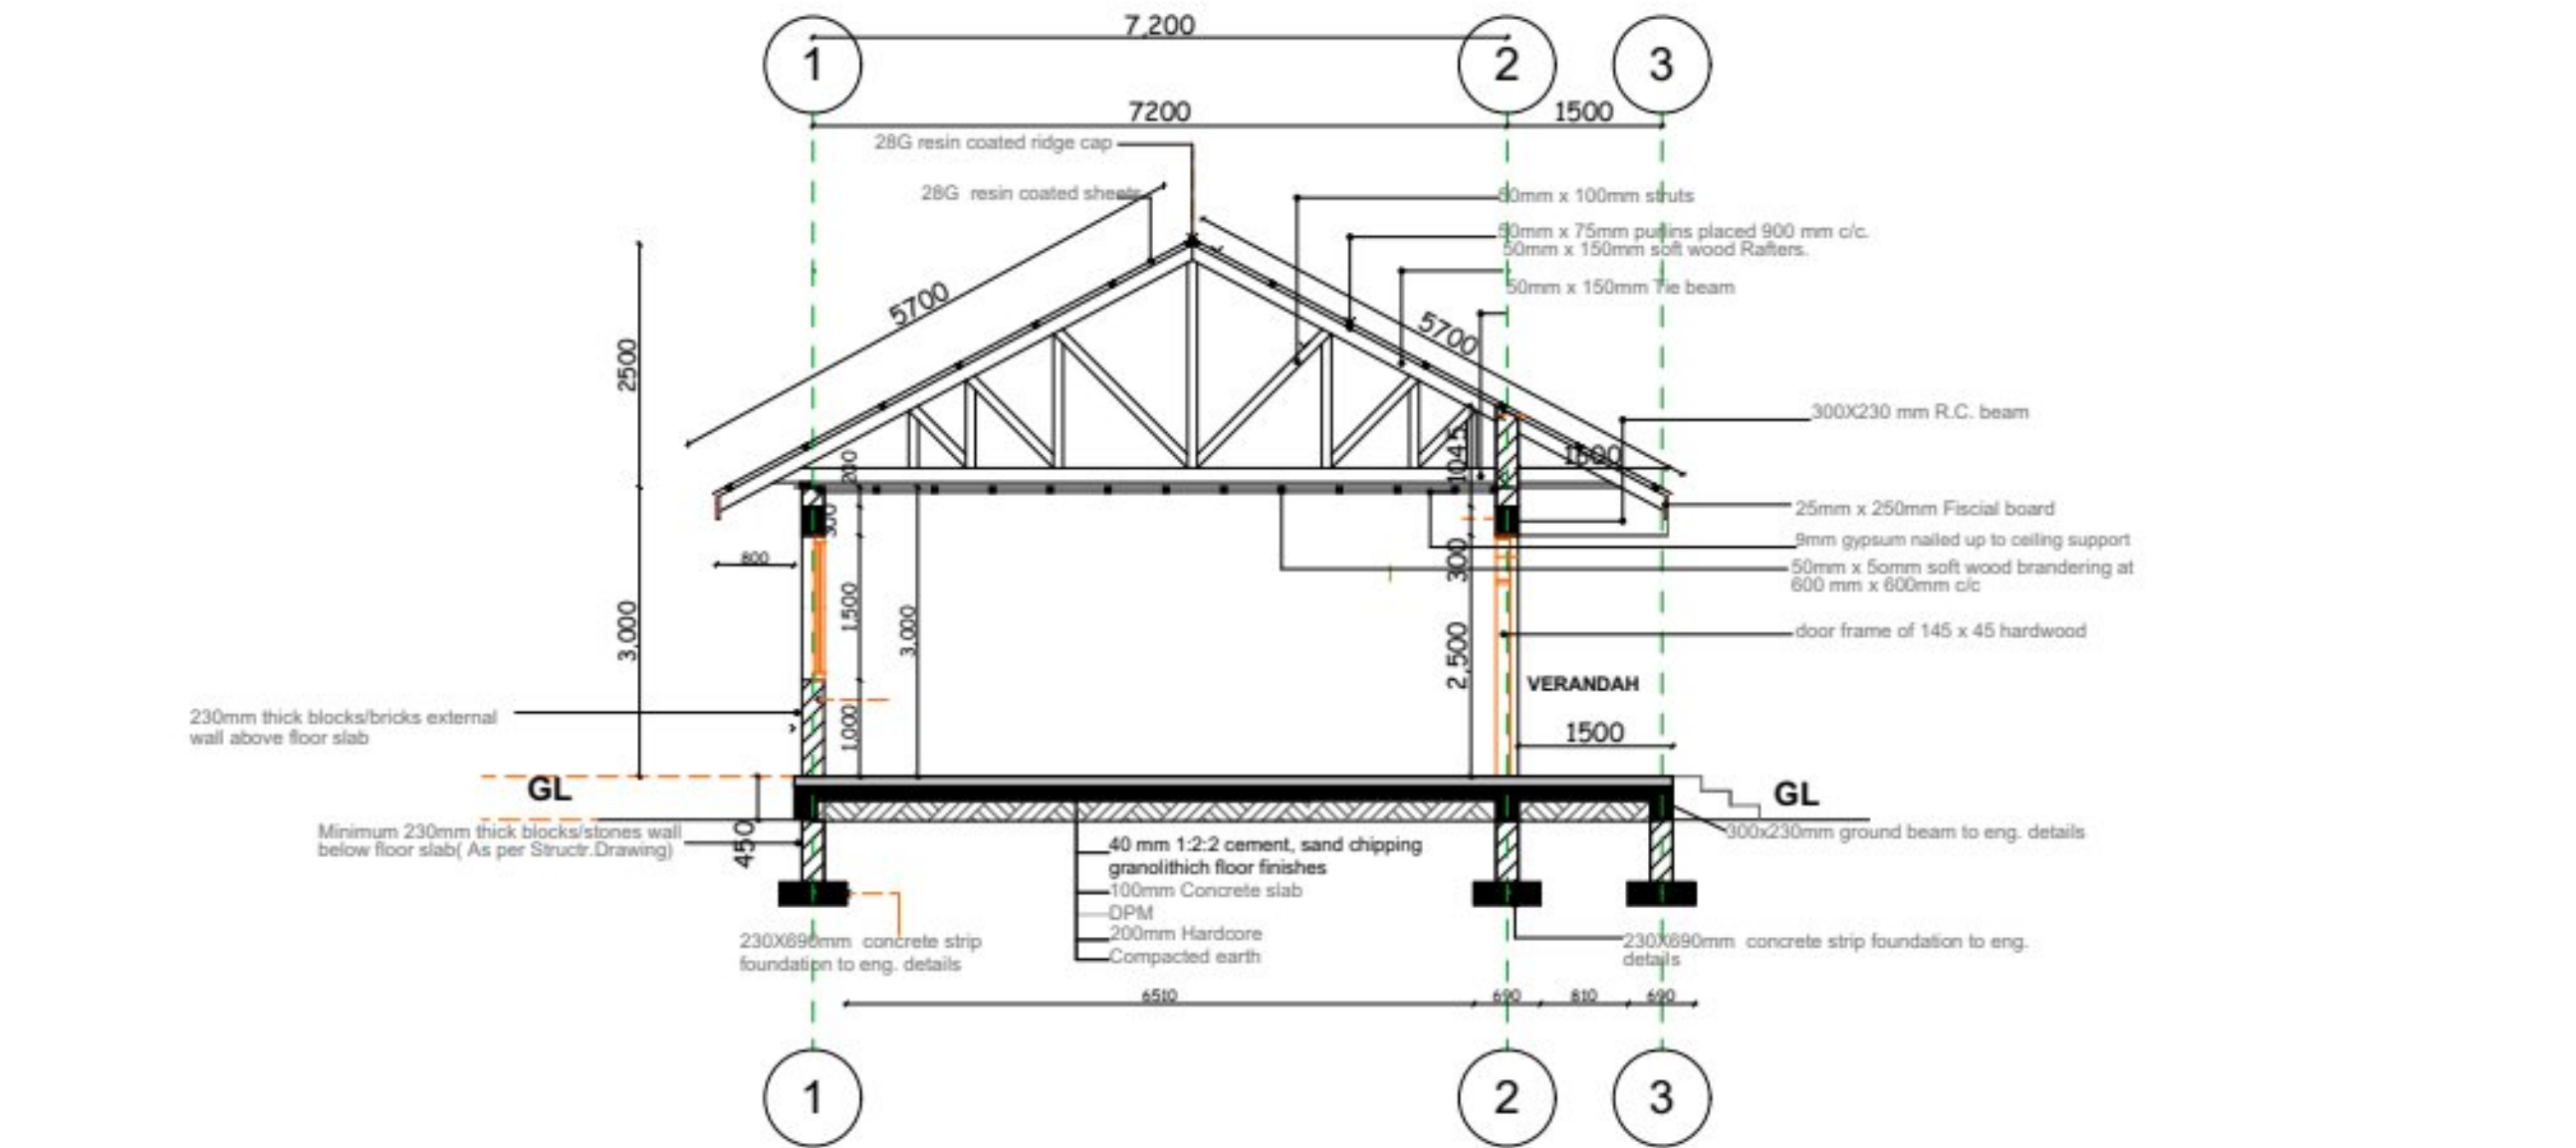 7,200
1
2
3
7200
1500
28G resin coated ridge cap
28G resin coated sheets
50mm x 100mm struts
50mm x 75mm purlins placed 900 mm c/c.
50mm x 150mm soft wood Rafters.
50mm x 150mm Tie beam
5700
5700
2500
300X230 mm R.C. beam
1045
1500
200
25mm x 250mm Fiscial board
300
9mm gypsum nailed up to ceiling support
800
300
50mm x 5omm soft wood brandering at
600 mm x 600mm c/c
1,500
3,000
3,000
door frame of 145 x 45 hardwood
2,500
VERANDAH
230mm thick blocks/bricks external
wall above floor slab
1,000
1500
GL
GL
Minimum 230mm thick blocks/stones wall
below floor slab( As per Structr.Drawing)
450
300x230mm ground beam to eng. details
40 mm 1:2:2 cement, sand chipping
granolithich floor finishes
100mm Concrete slab
DPM
200mm Hardcore
Compacted earth
230X690mm concrete strip
foundation to eng. details
230X690mm concrete strip foundation to eng.
details
6510
690
810
690
1
2
3